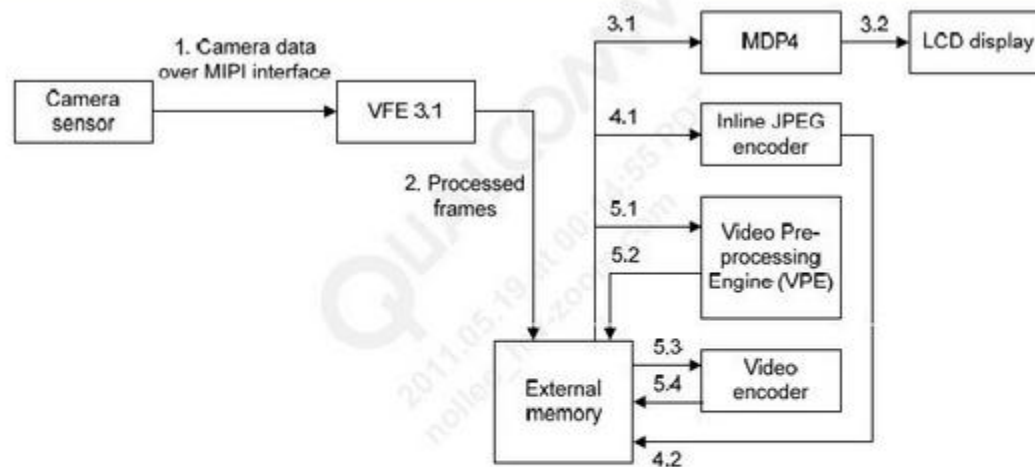 1. Camera data
over MIPI interface
Camera
sensor
VFE 3.1
2. Processed
frames
3.1
MDP4
3.2
LCD display
4.1
Inline JPEG
encoder
5.1
5.2
Video Pre-
processing
Engine (VPE)
External
memory
5.3
5.4
Video
encoder
4.2
QUALCOMM